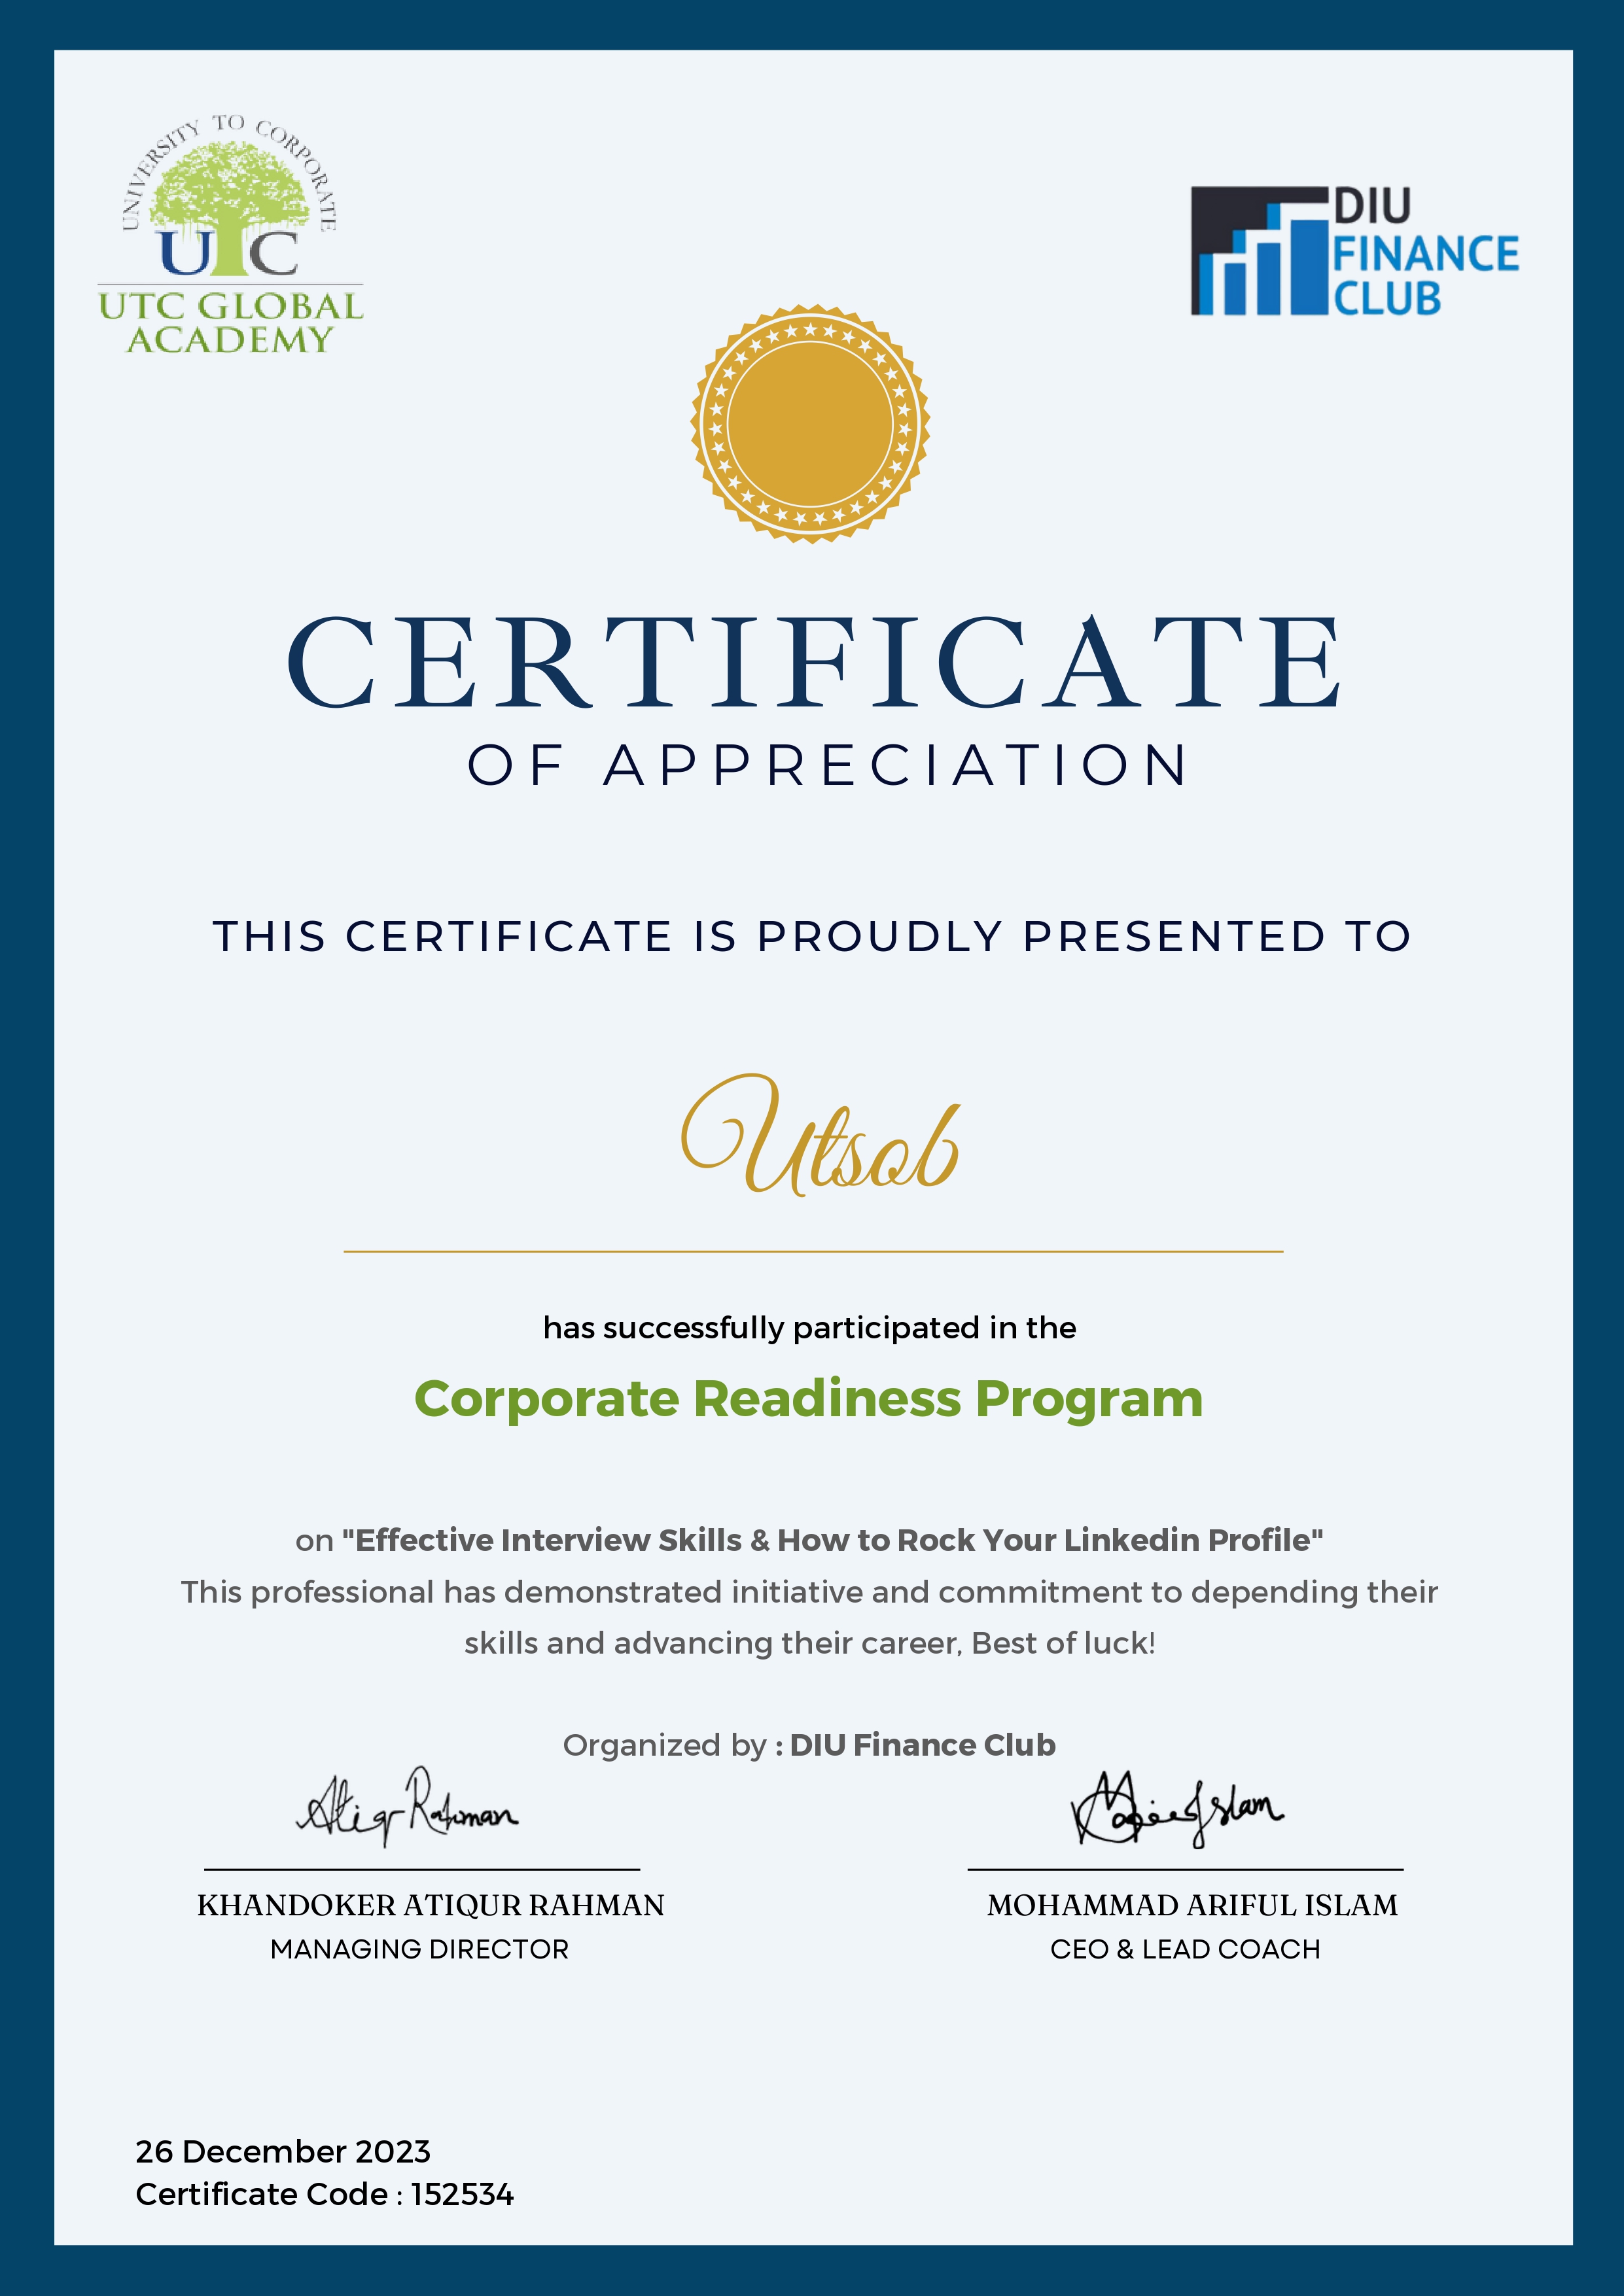 UNIVERSITY TO CORPORATE
UTC
UTC GLOBAL
ACADEMY
DIU
FINANCE
CLUB
CERTIFICATE
OF APPRECIATION
THIS CERTIFICATE IS PROUDLY PRESENTED TO
Utsob
has successfully participated in the
Corporate Readiness Program
on "Effective Interview Skills & How to Rock Your Linkedin Profile"
This professional has demonstrated initiative and commitment to depending their
skills and advancing their career, Best of luck!
Organized by : DIU Finance Club
Atiqr Rahman
KHANDOKER ATIQUR RAHMAN
MANAGING DIRECTOR
MOHAMMAD ARIFUL ISLAM
CEO & LEAD COACH
26 December 2023
Certificate Code : 152534